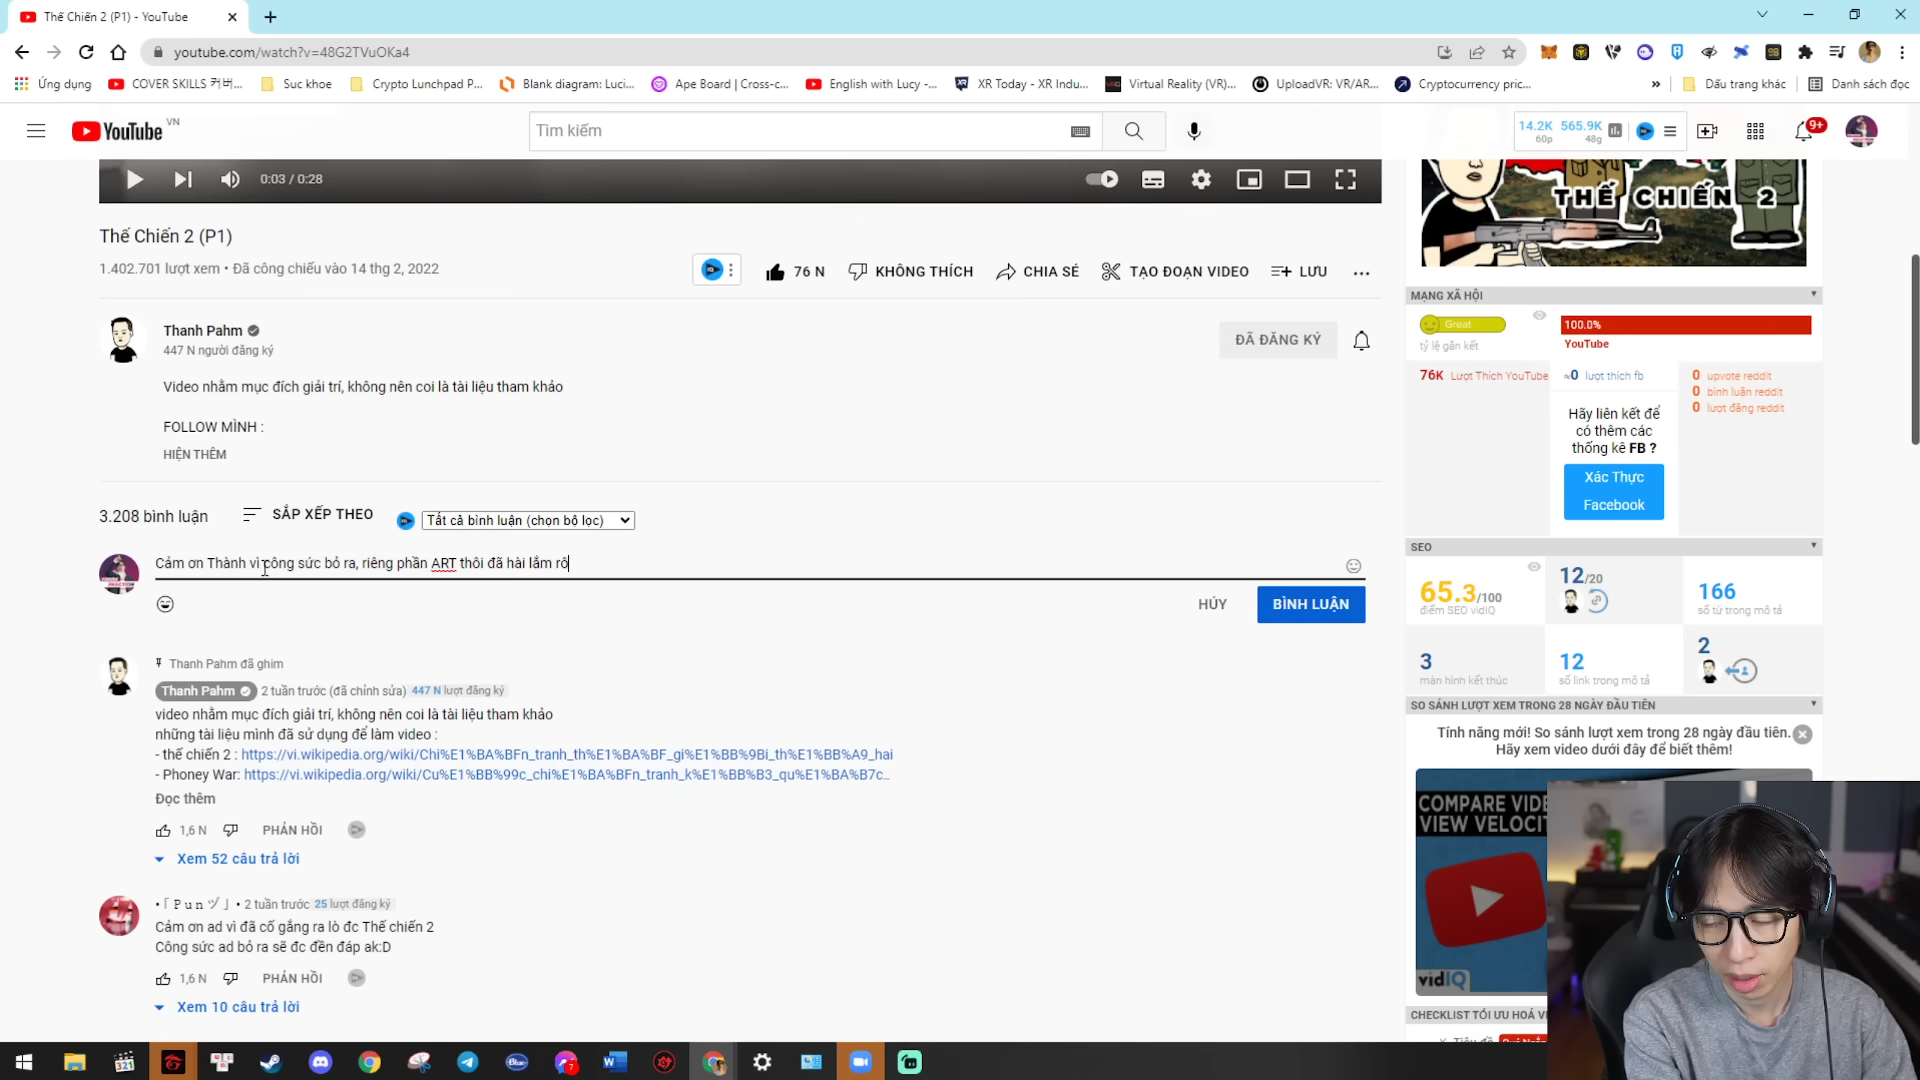 Thế Chiến 2 (P1) - YouTube
youtube.com/watch?v=48G2TVuOKa4
Ứng dụng
COVER SKILLS 커버...
Suc khoe
Crypto Lunchpad P...
Blank diagram: Luci...
Ape Board | Cross-c...
English with Lucy -...
XR Today - XR Indu...
Virtual Reality (VR)...
UploadVR: VR/AR...
Cryptocurrency pric...
»
Dấu trang khác
Danh sách đọc
YouTube VN
Tìm kiếm
14.2K 565.9K
60p 48g
9+
0:03 / 0:28
THẾ CHIẾN 2
Thế Chiến 2 (P1)
1.402.701 lượt xem • Đã công chiếu vào 14 thg 2, 2022
76 N
KHÔNG THÍCH
CHIA SẺ
TẠO ĐOẠN VIDEO
LƯU
Thanh Pahm
447 N người đăng ký
ĐÃ ĐĂNG KÝ
Video nhằm mục đích giải trí, không nên coi là tài liệu tham khảo
FOLLOW MÌNH :
HIỆN THÊM
3.208 bình luận
SẮP XẾP THEO
Tất cả bình luận (chọn bộ lọc)
Cảm ơn Thành vì công sức bỏ ra, riêng phần ART thôi đã hài lắm rô
HỦY
BÌNH LUẬN
Thanh Pahm đã ghim
Thanh Pahm 2 tuần trước (đã chỉnh sửa) 447 N lượt đăng ký
video nhằm mục đích giải trí, không nên coi là tài liệu tham khảo
những tài liệu mình đã sử dụng để làm video :
- thế chiến 2 : https://vi.wikipedia.org/wiki/Chi%E1%BA%BFn_tranh_th%E1%BA%BF_gi%E1%BB%9Bi_th%E1%BB%A9_hai
- Phoney War: https://vi.wikipedia.org/wiki/Cu%E1%BB%99c_chi%E1%BA%BFn_tranh_k%E1%BB%B3_qu%E1%BA%B7c...
Đọc thêm
1,6 N
PHẢN HỒI
Xem 52 câu trả lời
•「 P u n ヅ 」 • 2 tuần trước 25 lượt đăng ký
Cảm ơn ad vì đã cố gắng ra lò đc Thế chiến 2
Công sức ad bỏ ra sẽ đc đền đáp ak:D
1,6 N
PHẢN HỒI
Xem 10 câu trả lời
MẠNG XÃ HỘI
Great
tỷ lệ gắn kết
100.0%
YouTube
76K Lượt Thích YouTube
≈0 lượt thích fb
0 upvote reddit
0 bình luận reddit
0 lượt đăng reddit
Hãy liên kết để
có thêm các
thống kê FB ?
Xác Thực
Facebook
SEO
65.3/100
điểm SEO vidIQ
12/20
166
số từ trong mô tả
3
màn hình kết thúc
12
số link trong mô tả
2
SO SÁNH LƯỢT XEM TRONG 28 NGÀY ĐẦU TIÊN
Tính năng mới! So sánh lượt xem trong 28 ngày đầu tiên.
Hãy xem video dưới đây để biết thêm!
COMPARE VIDE
VIEW VELOCIT
vidIQ
CHECKLIST TỐI ƯU HOÁ V
321
Blue
7
W